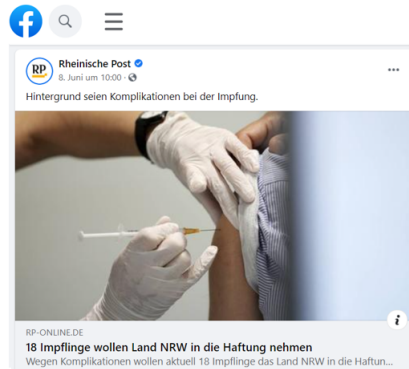 RP
Rheinische Post
8. Juni um 10:00 ·
Hintergrund seien Komplikationen bei der Impfung.
RP-ONLINE.DE
18 Impflinge wollen Land NRW in die Haftung nehmen
Wegen Komplikationen wollen aktuell 18 Impflinge das Land NRW in die Haftun...